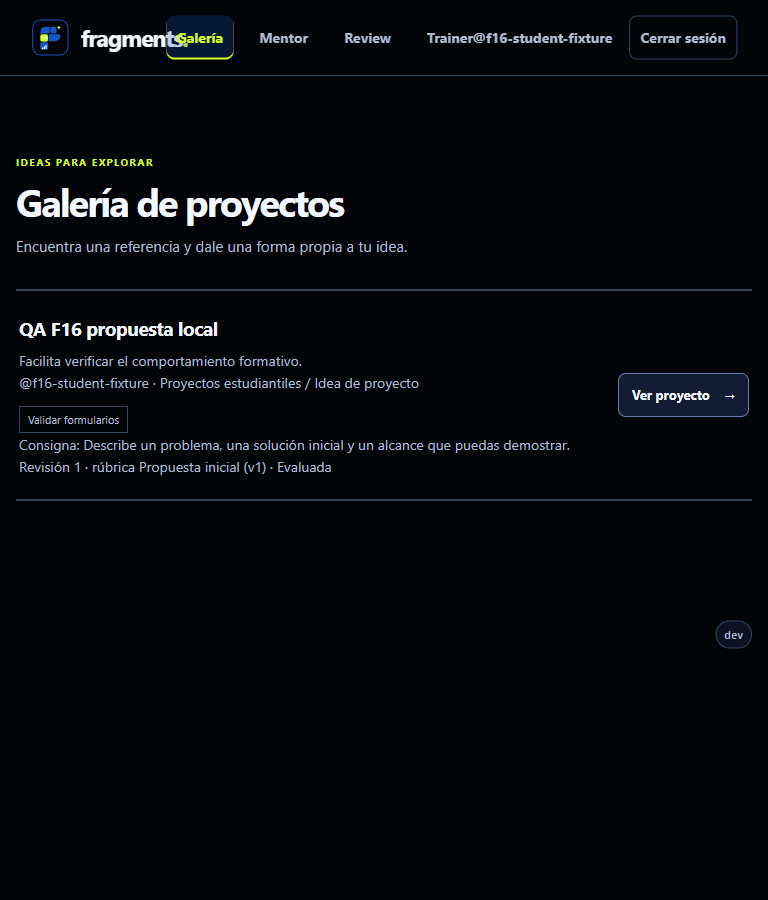 fragments.
Galería
Mentor
Review
Trainer@f16-student-fixture
Cerrar sesión
IDEAS PARA EXPLORAR
Galería de proyectos
Encuentra una referencia y dale una forma propia a tu idea.
QA F16 propuesta local
Facilita verificar el comportamiento formativo.
@f16-student-fixture · Proyectos estudiantiles / Idea de proyecto
Validar formularios
Consigna: Describe un problema, una solución inicial y un alcance que puedas demostrar.
Revisión 1 · rúbrica Propuesta inicial (v1) · Evaluada
Ver proyecto →
dev